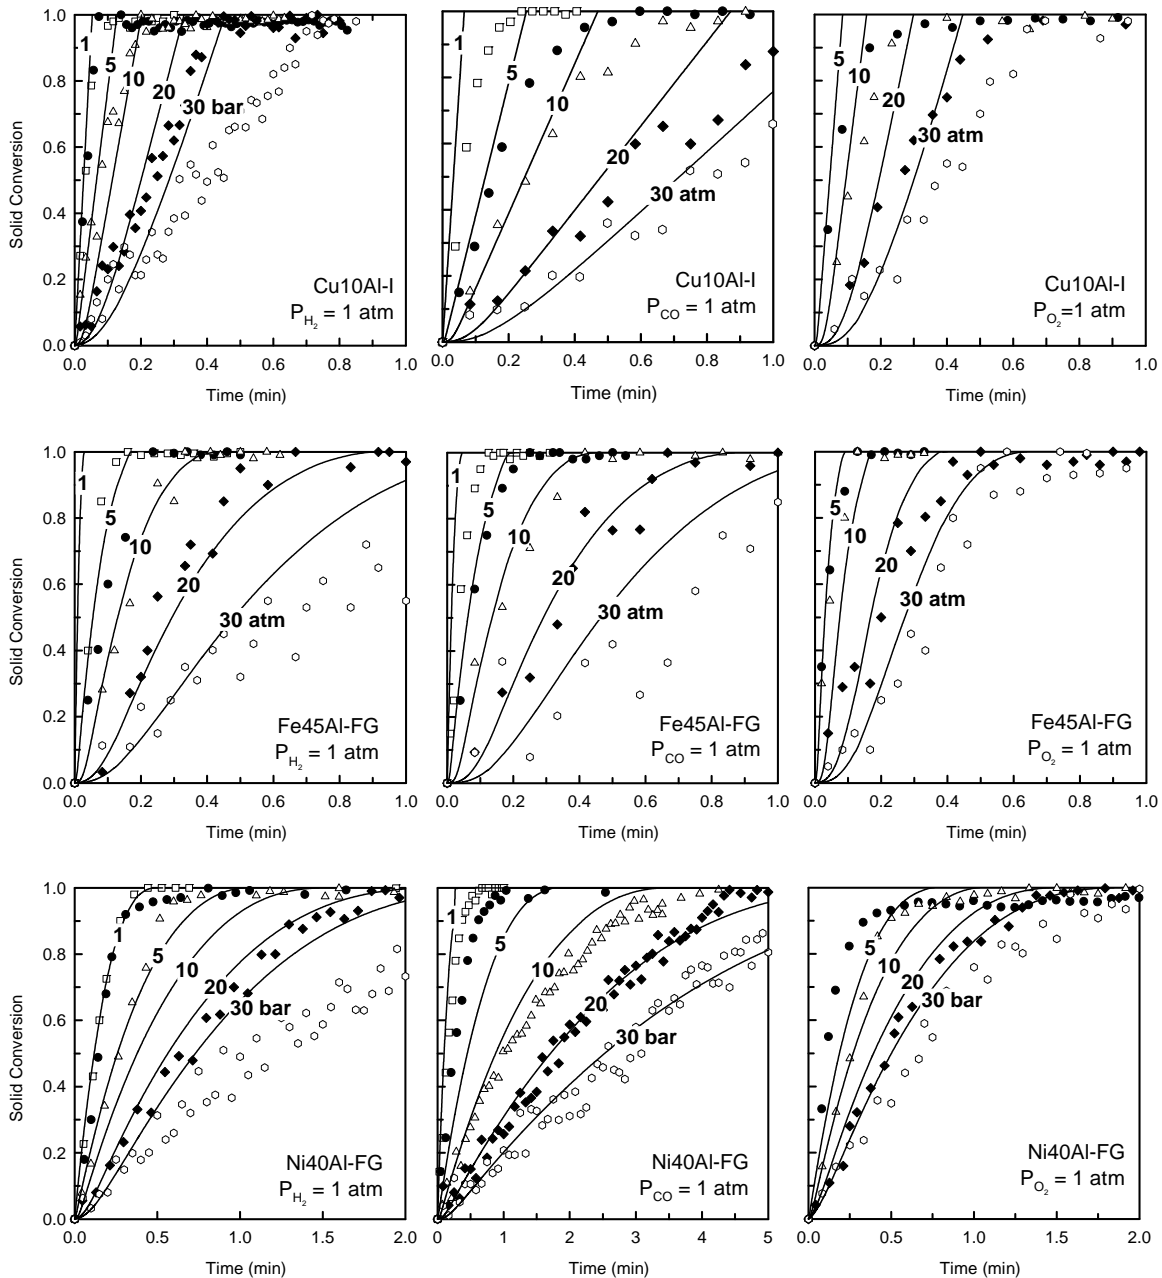 Solid Conversion
1.0
0.8
0.6
0.4
0.2
0.0
1
5
10
20
30 bar
Cu10Al-I
P_H2 = 1 atm
0.0 0.2 0.4 0.6 0.8 1.0
Time (min)
1
5
10
20
30 atm
Cu10Al-I
P_CO = 1 atm
0.0 0.2 0.4 0.6 0.8 1.0
Time (min)
5
10
20
30 atm
Cu10Al-I
P_O2=1 atm
0.0 0.2 0.4 0.6 0.8 1.0
Time (min)
Solid Conversion
1.0
0.8
0.6
0.4
0.2
0.0
1
5
10
20
30 atm
Fe45Al-FG
P_H2 = 1 atm
0.0 0.2 0.4 0.6 0.8 1.0
Time (min)
1
5
10
20
30 atm
Fe45Al-FG
P_CO = 1 atm
0.0 0.2 0.4 0.6 0.8 1.0
Time (min)
5
10
20
30 atm
Fe45Al-FG
P_O2 = 1 atm
0.0 0.2 0.4 0.6 0.8 1.0
Time (min)
Solid Conversion
1.0
0.8
0.6
0.4
0.2
0.0
1
5
10
20
30 bar
Ni40Al-FG
P_H2 = 1 atm
0.0 0.5 1.0 1.5 2.0
Time (min)
1
5
10
20
30 bar
Ni40Al-FG
P_CO = 1 atm
0 1 2 3 4 5
Time (min)
5
10
20
30 bar
Ni40Al-FG
P_O2 = 1 atm
0.0 0.5 1.0 1.5 2.0
Time (min)